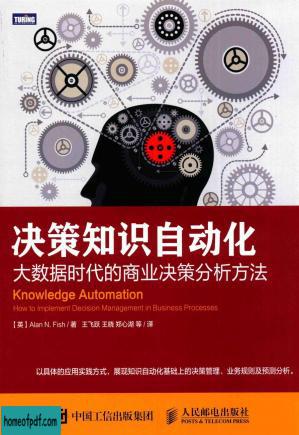 TURING
决策知识自动化
大数据时代的商业决策分析方法
Knowledge Automation
How to Implement Decision Management in Business Processes
【英】Alan N. Fish / 著 王飞跃 王晓 郑心湖 等 / 译
以具体的应用实践方式，展现知识自动化基础上的决策管理、业务规则及预测分析。
中国工信出版集团
人民邮电出版社
homeofpdf.com